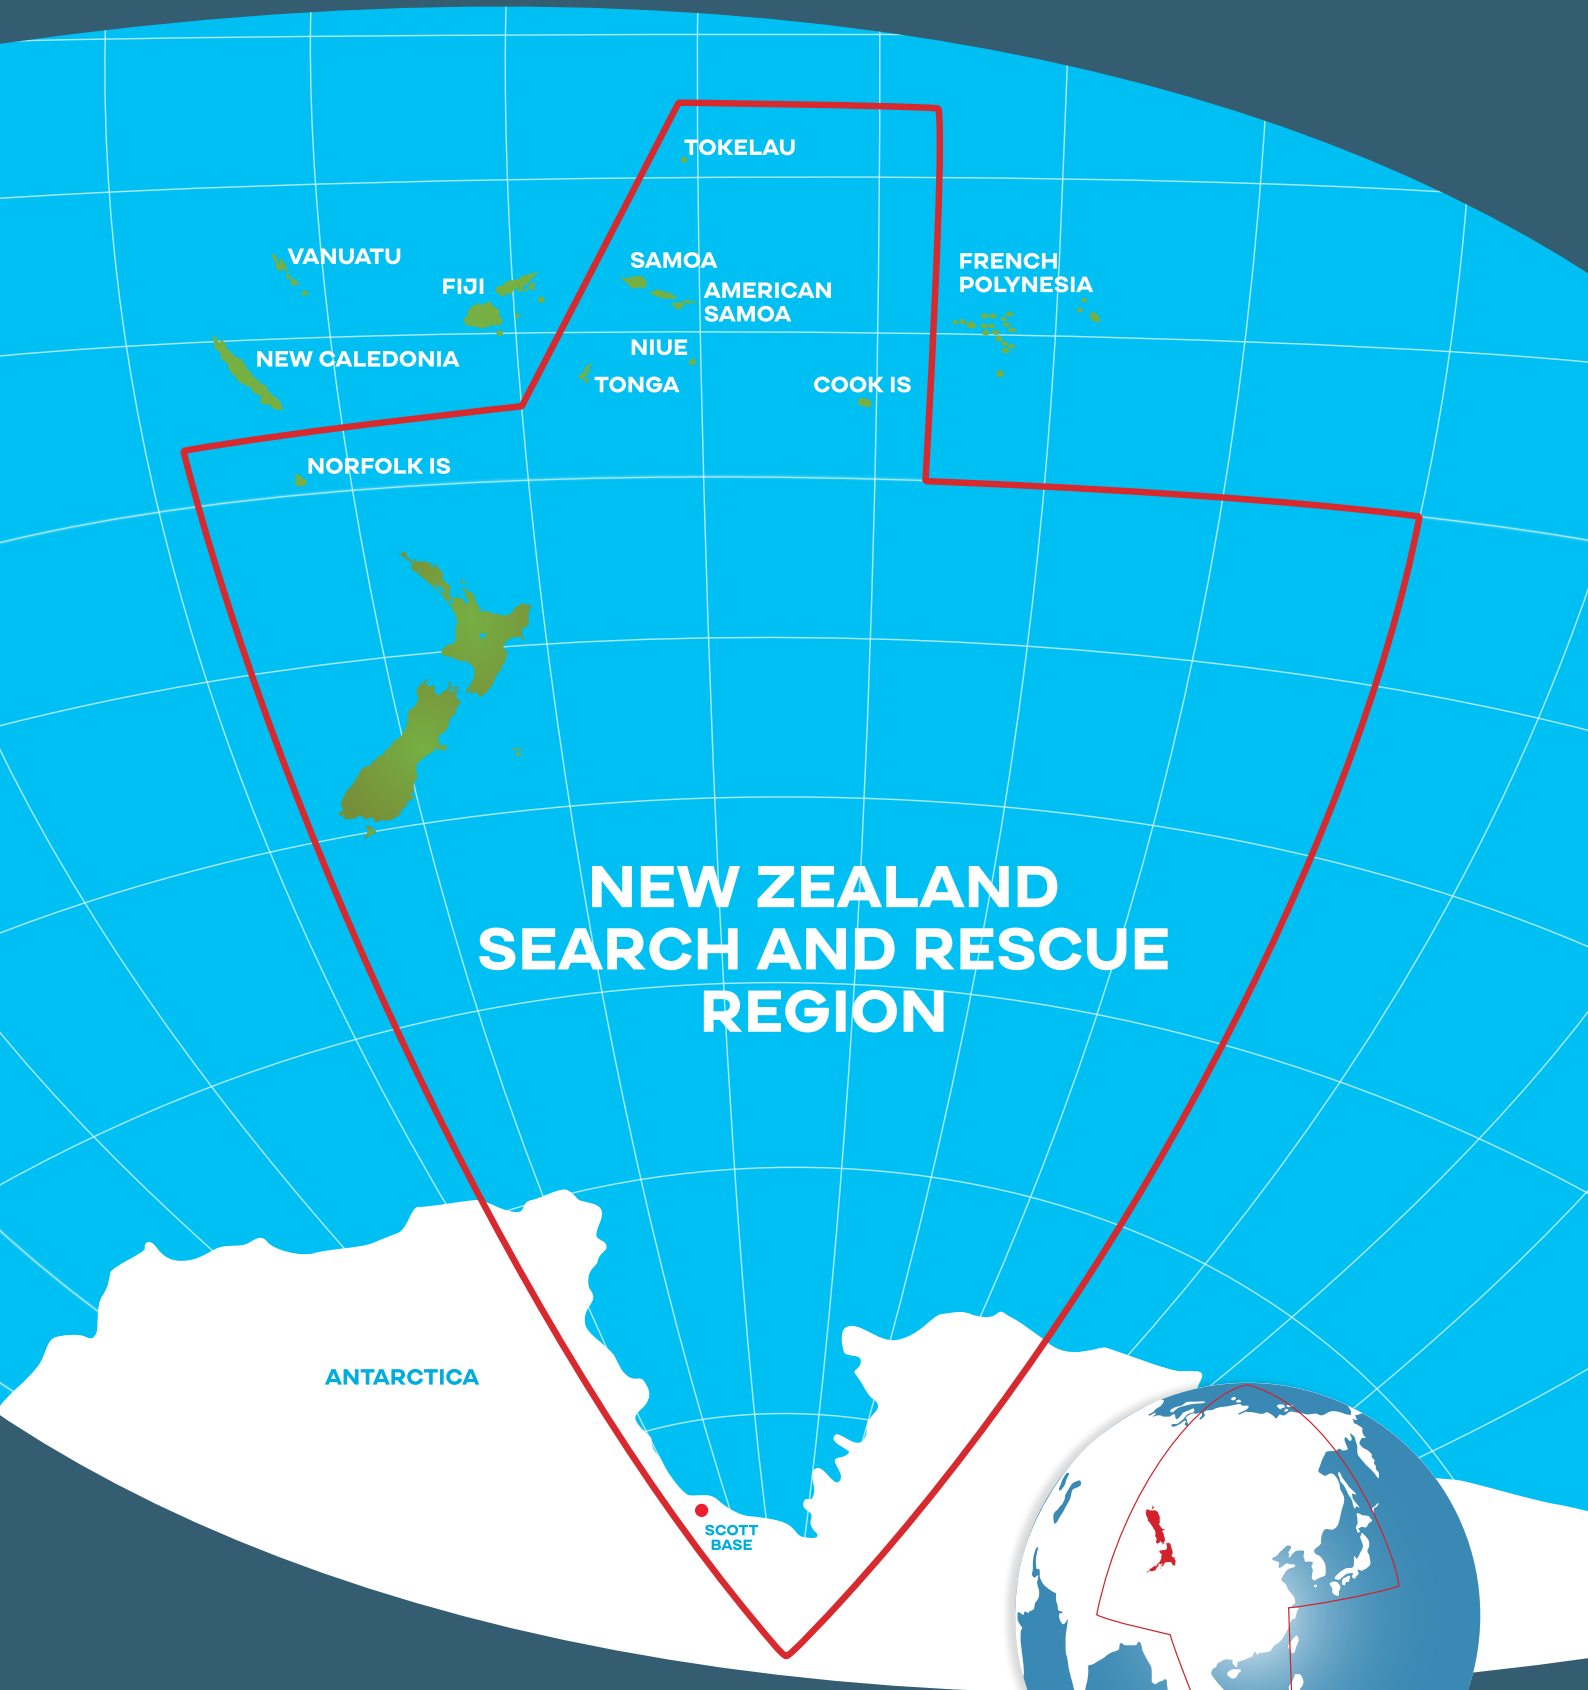 TOKELAU
VANUATU
FIJI
SAMOA
AMERICAN
SAMOA
FRENCH
POLYNESIA
NEW CALEDONIA
NIUE
TONGA
COOK IS
NORFOLK IS
NEW ZEALAND
SEARCH AND RESCUE
REGION
ANTARCTICA
SCOTT
BASE